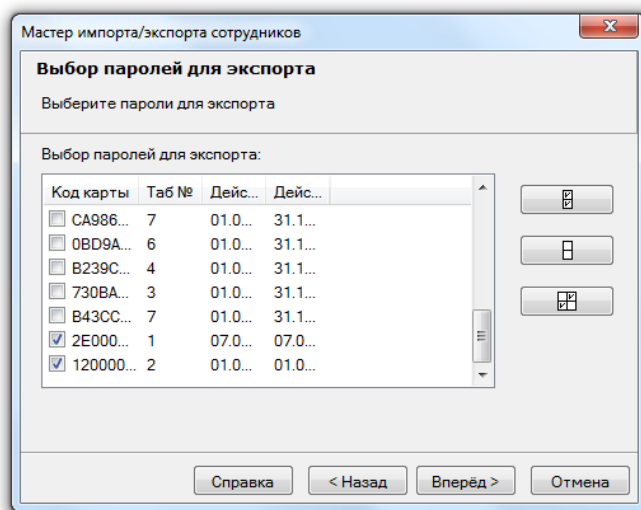 Мастер импорта/экспорта сотрудников
Выбор паролей для экспорта
Выберите пароли для экспорта
Выбор паролей для экспорта:
Код карты Таб № Дейс... Дейс...
CA986... 7 01.0... 31.1...
0BD9A... 6 01.0... 31.1...
B239C... 4 01.0... 31.1...
730BA... 3 01.0... 31.1...
B43CC... 7 01.0... 31.1...
2E000... 1 07.0... 07.0...
120000... 2 01.0... 01.0...
Справка < Назад Вперёд > Отмена